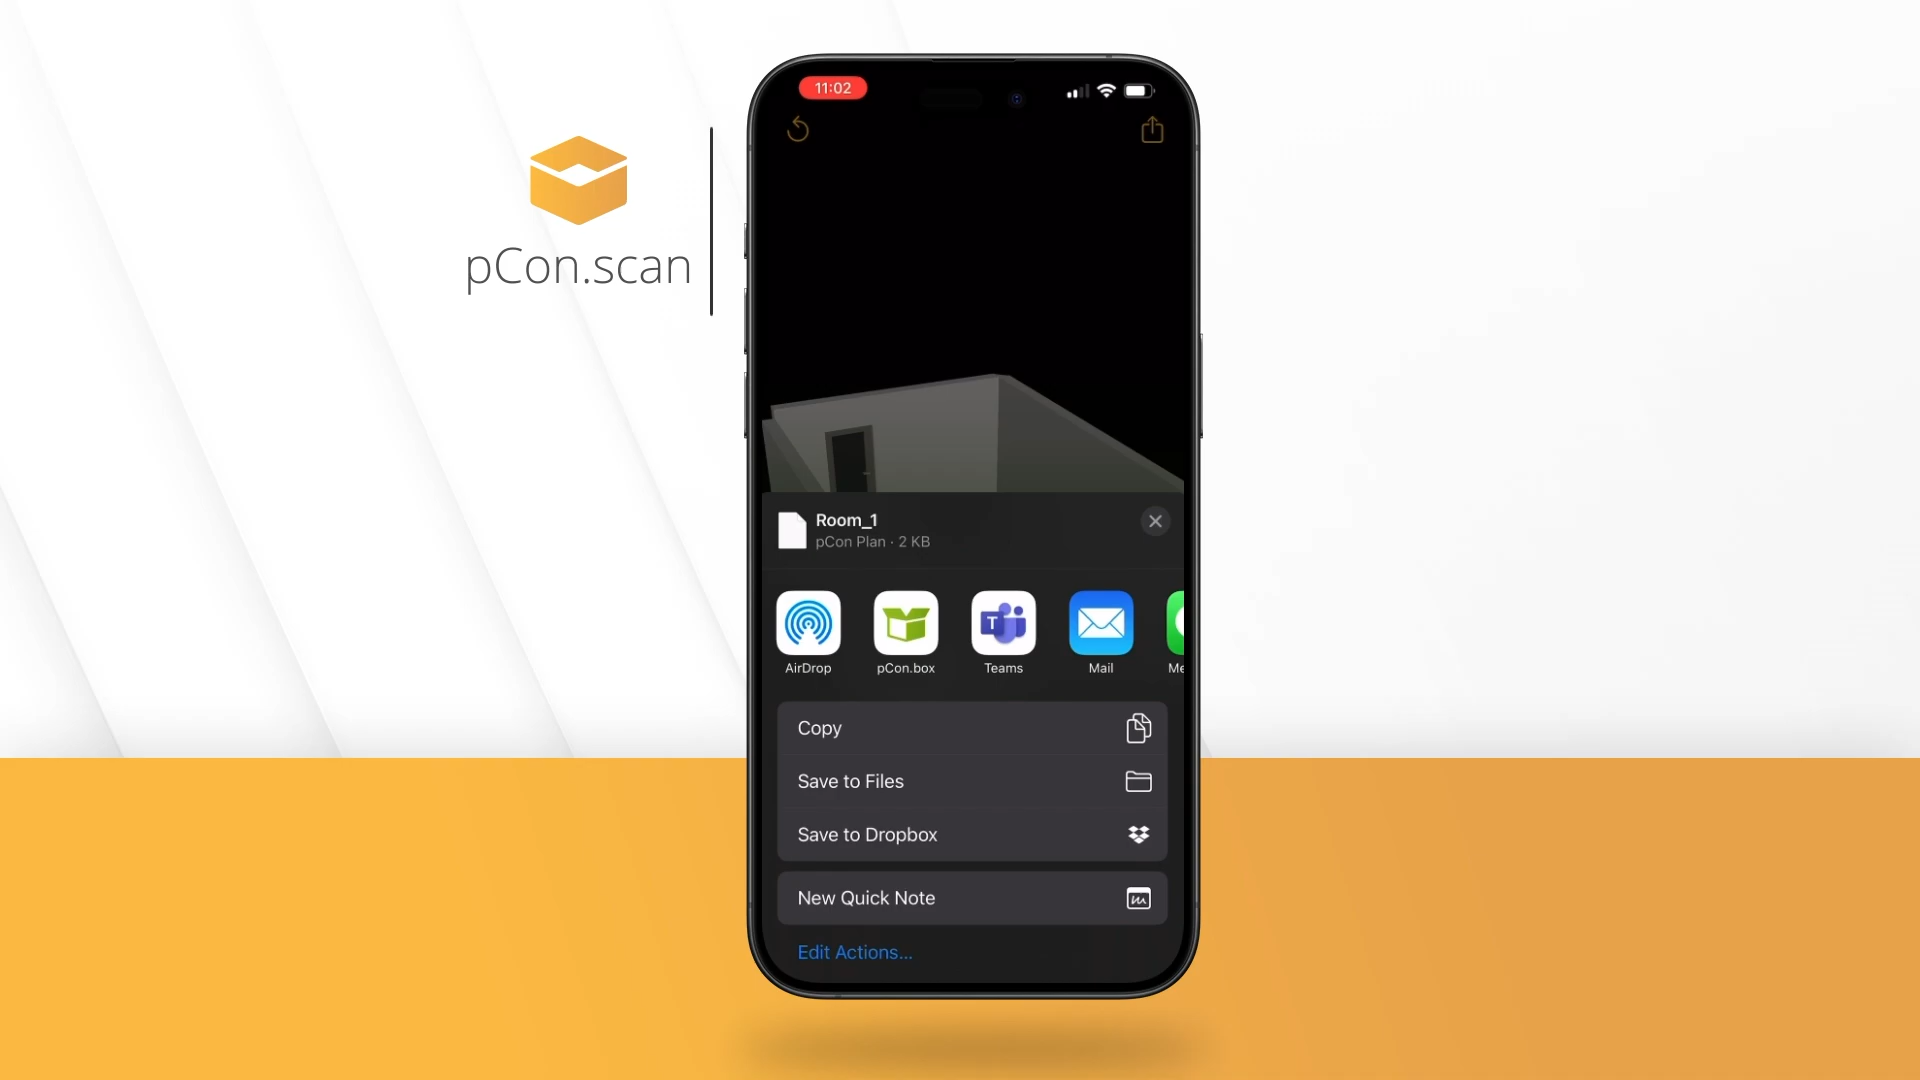 pCon.scan
11:02
Room_1
pCon Plan · 2 KB
AirDrop
pCon.box
T
Teams
Mail
Me
Copy
Save to Files
Save to Dropbox
New Quick Note
Edit Actions...